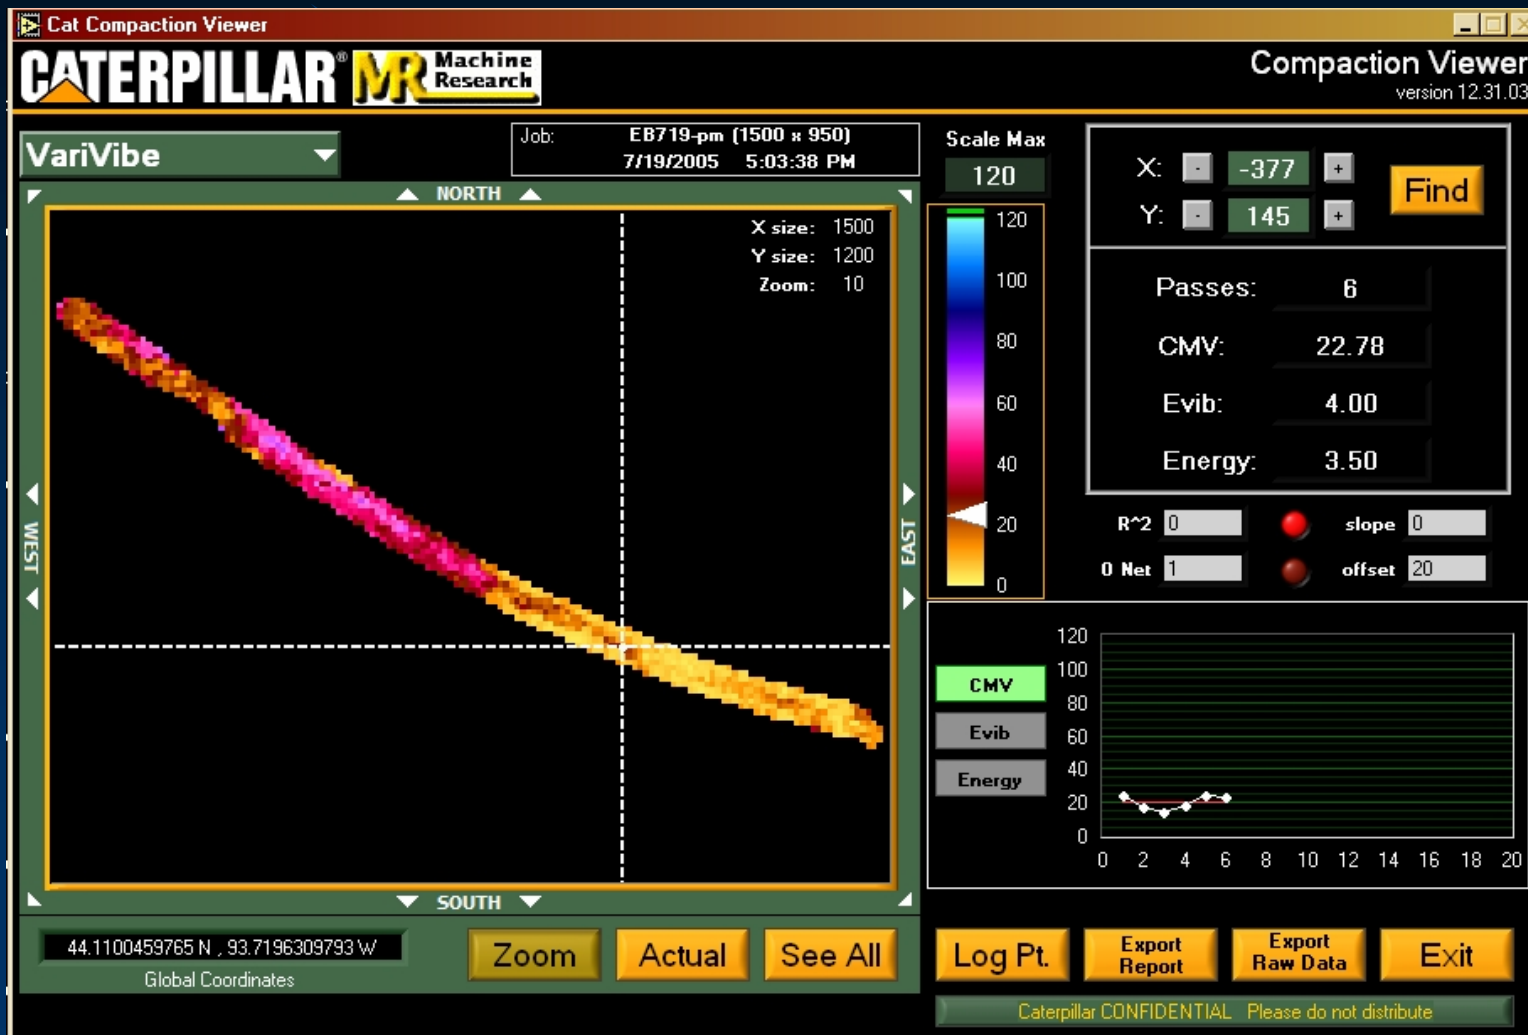 Cat Compaction Viewer
CATERPILLAR® MR Machine Research
Compaction Viewer
version 12.31.03
VariVibe
Job: EB719-pm (1500 x 950)
7/19/2005 5:03:38 PM
NORTH
X size: 1500
Y size: 1200
Zoom: 10
WEST
EAST
SOUTH
44.1100459765 N , 93.7196309793 W
Global Coordinates
Zoom
Actual
See All
Scale Max
120
120
100
80
60
40
20
0
X: - -377 +
Y: - 145 +
Find
Passes: 6
CMV: 22.78
Evib: 4.00
Energy: 3.50
R^2 0 slope 0
0 Net 1 offset 20
CMV
Evib
Energy
120
100
80
60
40
20
0
0 2 4 6 8 10 12 14 16 18 20
Log Pt.
Export Report
Export Raw Data
Exit
Caterpillar CONFIDENTIAL Please do not distribute